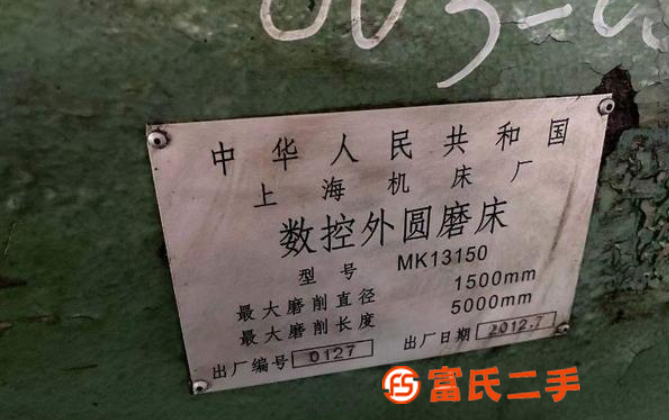 中华人民共和国
上海机床厂
数控外圆磨床
型号 MK13150
最大磨削直径 1500mm
最大磨削长度 5000mm
出厂编号 0127 出厂日期 2012.7
富氏二手